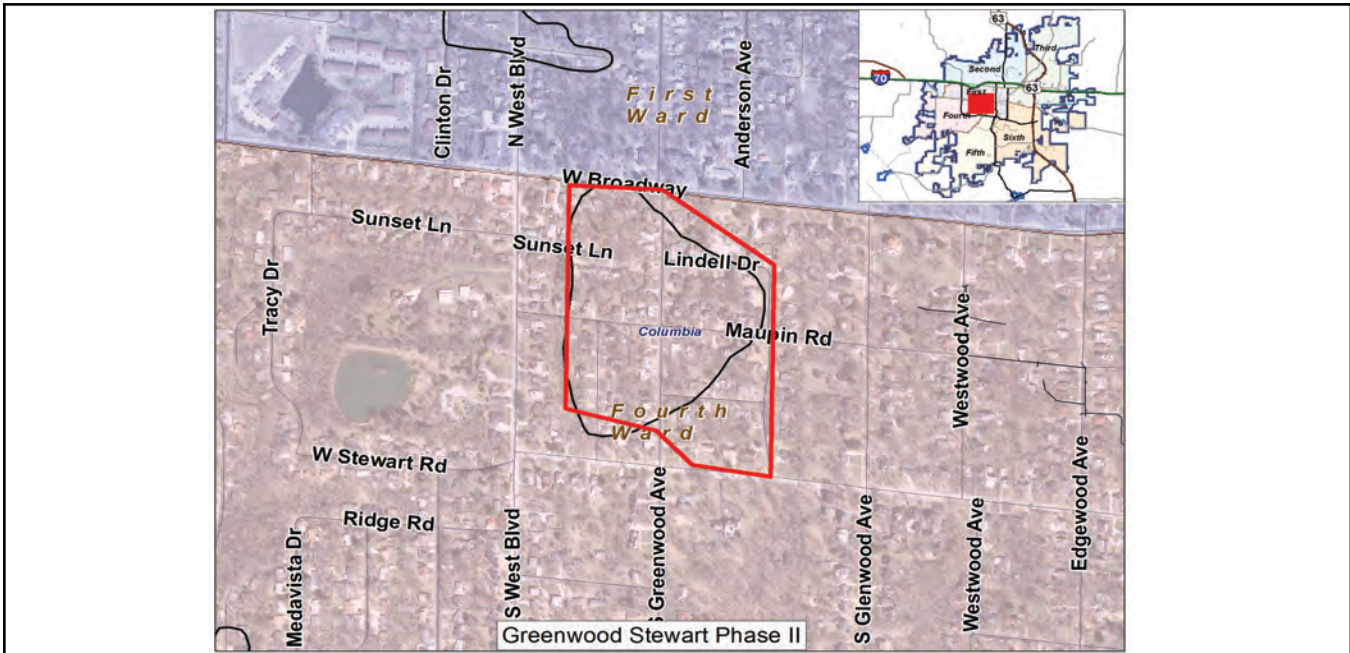 63
Third
Second
70
63
First
Fourth
Sixth
Fifth
Clinton Dr
N West Blvd
First
Ward
Anderson Ave
W Broadway
Sunset Ln
Sunset Ln
Lindell Dr
Tracy Dr
Columbia
Maupin Rd
Westwood Ave
Fourth
Ward
W Stewart Rd
Ridge Rd
Medavista Dr
S West Blvd
S Greenwood Ave
S Glenwood Ave
Westwood Ave
Edgewood Ave
Greenwood Stewart Phase II